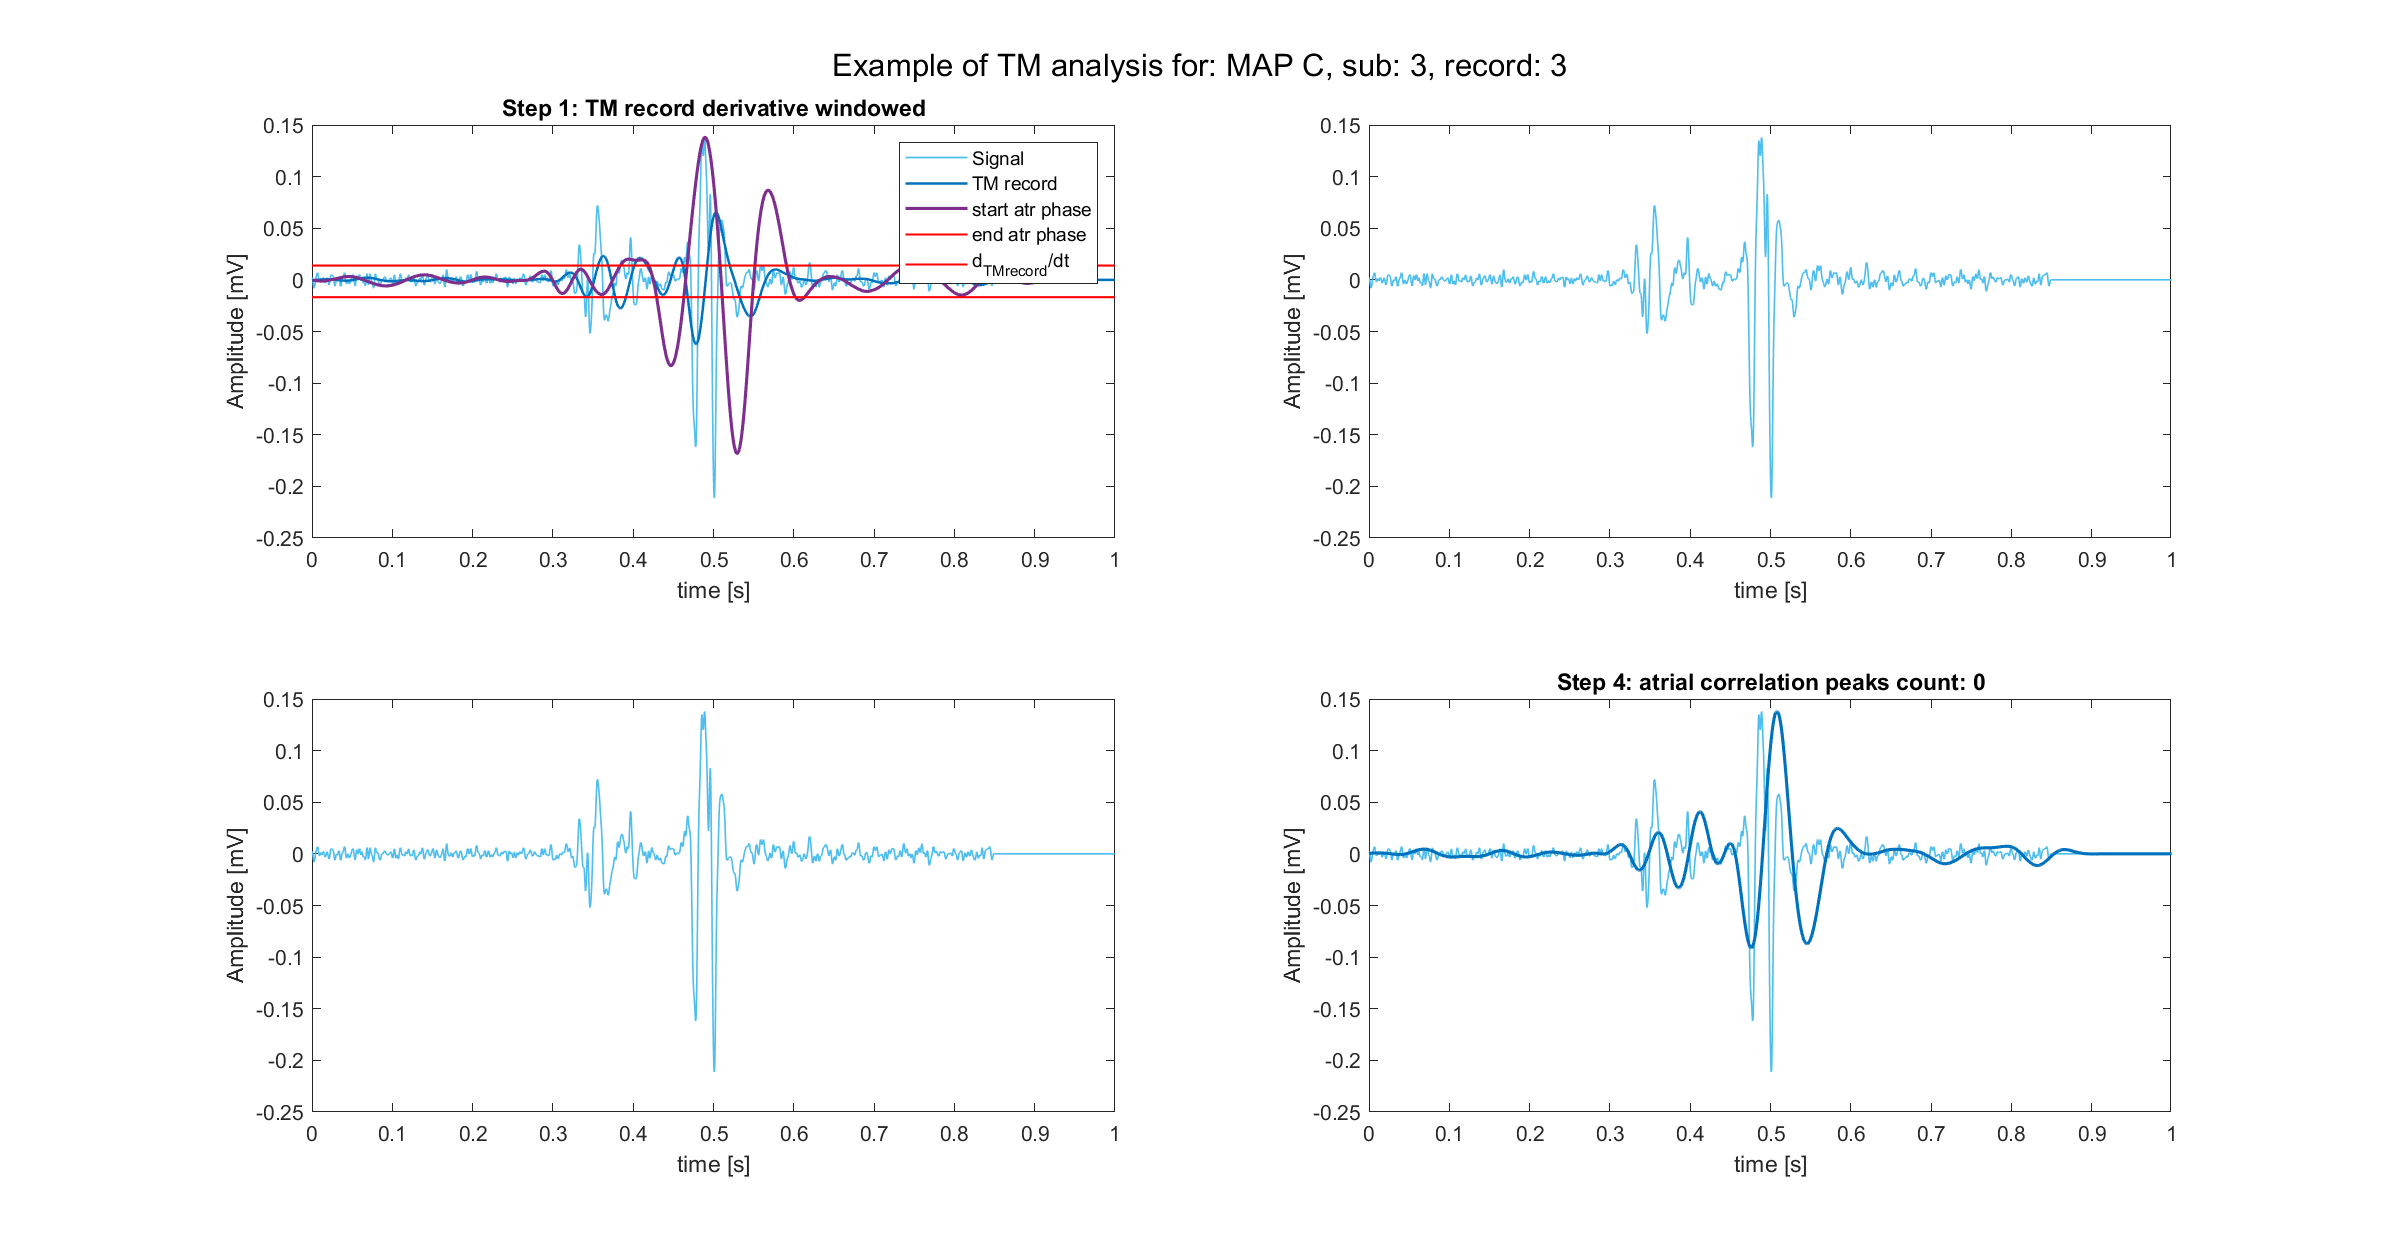 Example of TM analysis for: MAP C, sub: 3, record: 3
Step 1: TM record derivative windowed
0.15
0.1
0.05
0
-0.05
-0.1
-0.15
-0.2
-0.25
Amplitude [mV]
Signal
TM record
start atr phase
end atr phase
d_TMrecord/dt
0 0.1 0.2 0.3 0.4 0.5 0.6 0.7 0.8 0.9 1
time [s]
0.15
0.1
0.05
0
-0.05
-0.1
-0.15
-0.2
-0.25
Amplitude [mV]
0 0.1 0.2 0.3 0.4 0.5 0.6 0.7 0.8 0.9 1
time [s]
0.15
0.1
0.05
0
-0.05
-0.1
-0.15
-0.2
-0.25
Amplitude [mV]
0 0.1 0.2 0.3 0.4 0.5 0.6 0.7 0.8 0.9 1
time [s]
Step 4: atrial correlation peaks count: 0
0.15
0.1
0.05
0
-0.05
-0.1
-0.15
-0.2
-0.25
Amplitude [mV]
0 0.1 0.2 0.3 0.4 0.5 0.6 0.7 0.8 0.9 1
time [s]